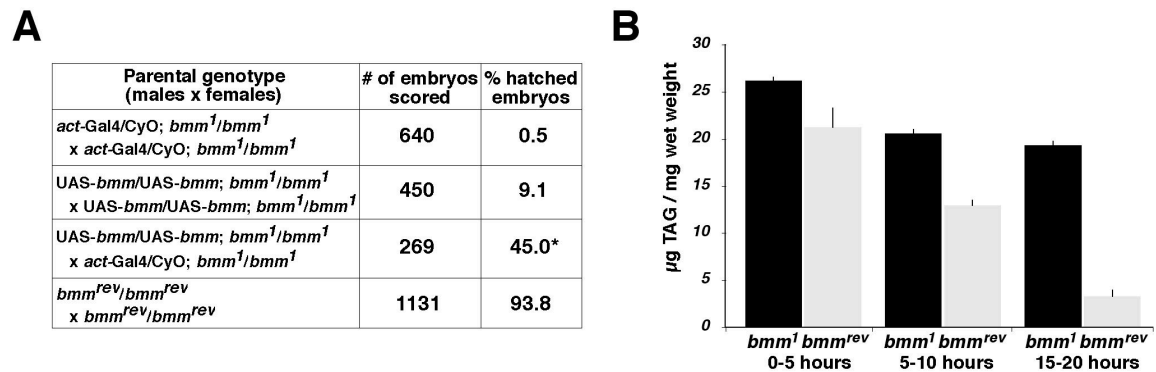 A
Parental genotype
(males x females)
# of embryos
scored
% hatched
embryos
act-Gal4/CyO; bmm1/bmm1
x act-Gal4/CyO; bmm1/bmm1
640
0.5
UAS-bmm/UAS-bmm; bmm1/bmm1
x UAS-bmm/UAS-bmm; bmm1/bmm1
450
9.1
UAS-bmm/UAS-bmm; bmm1/bmm1
x act-Gal4/CyO; bmm1/bmm1
269
45.0*
bmmrev/bmmrev
x bmmrev/bmmrev
1131
93.8
B
µg TAG / mg wet weight
30
25
20
15
10
5
0
bmm1 bmmrev
0-5 hours
bmm1 bmmrev
5-10 hours
bmm1 bmmrev
15-20 hours